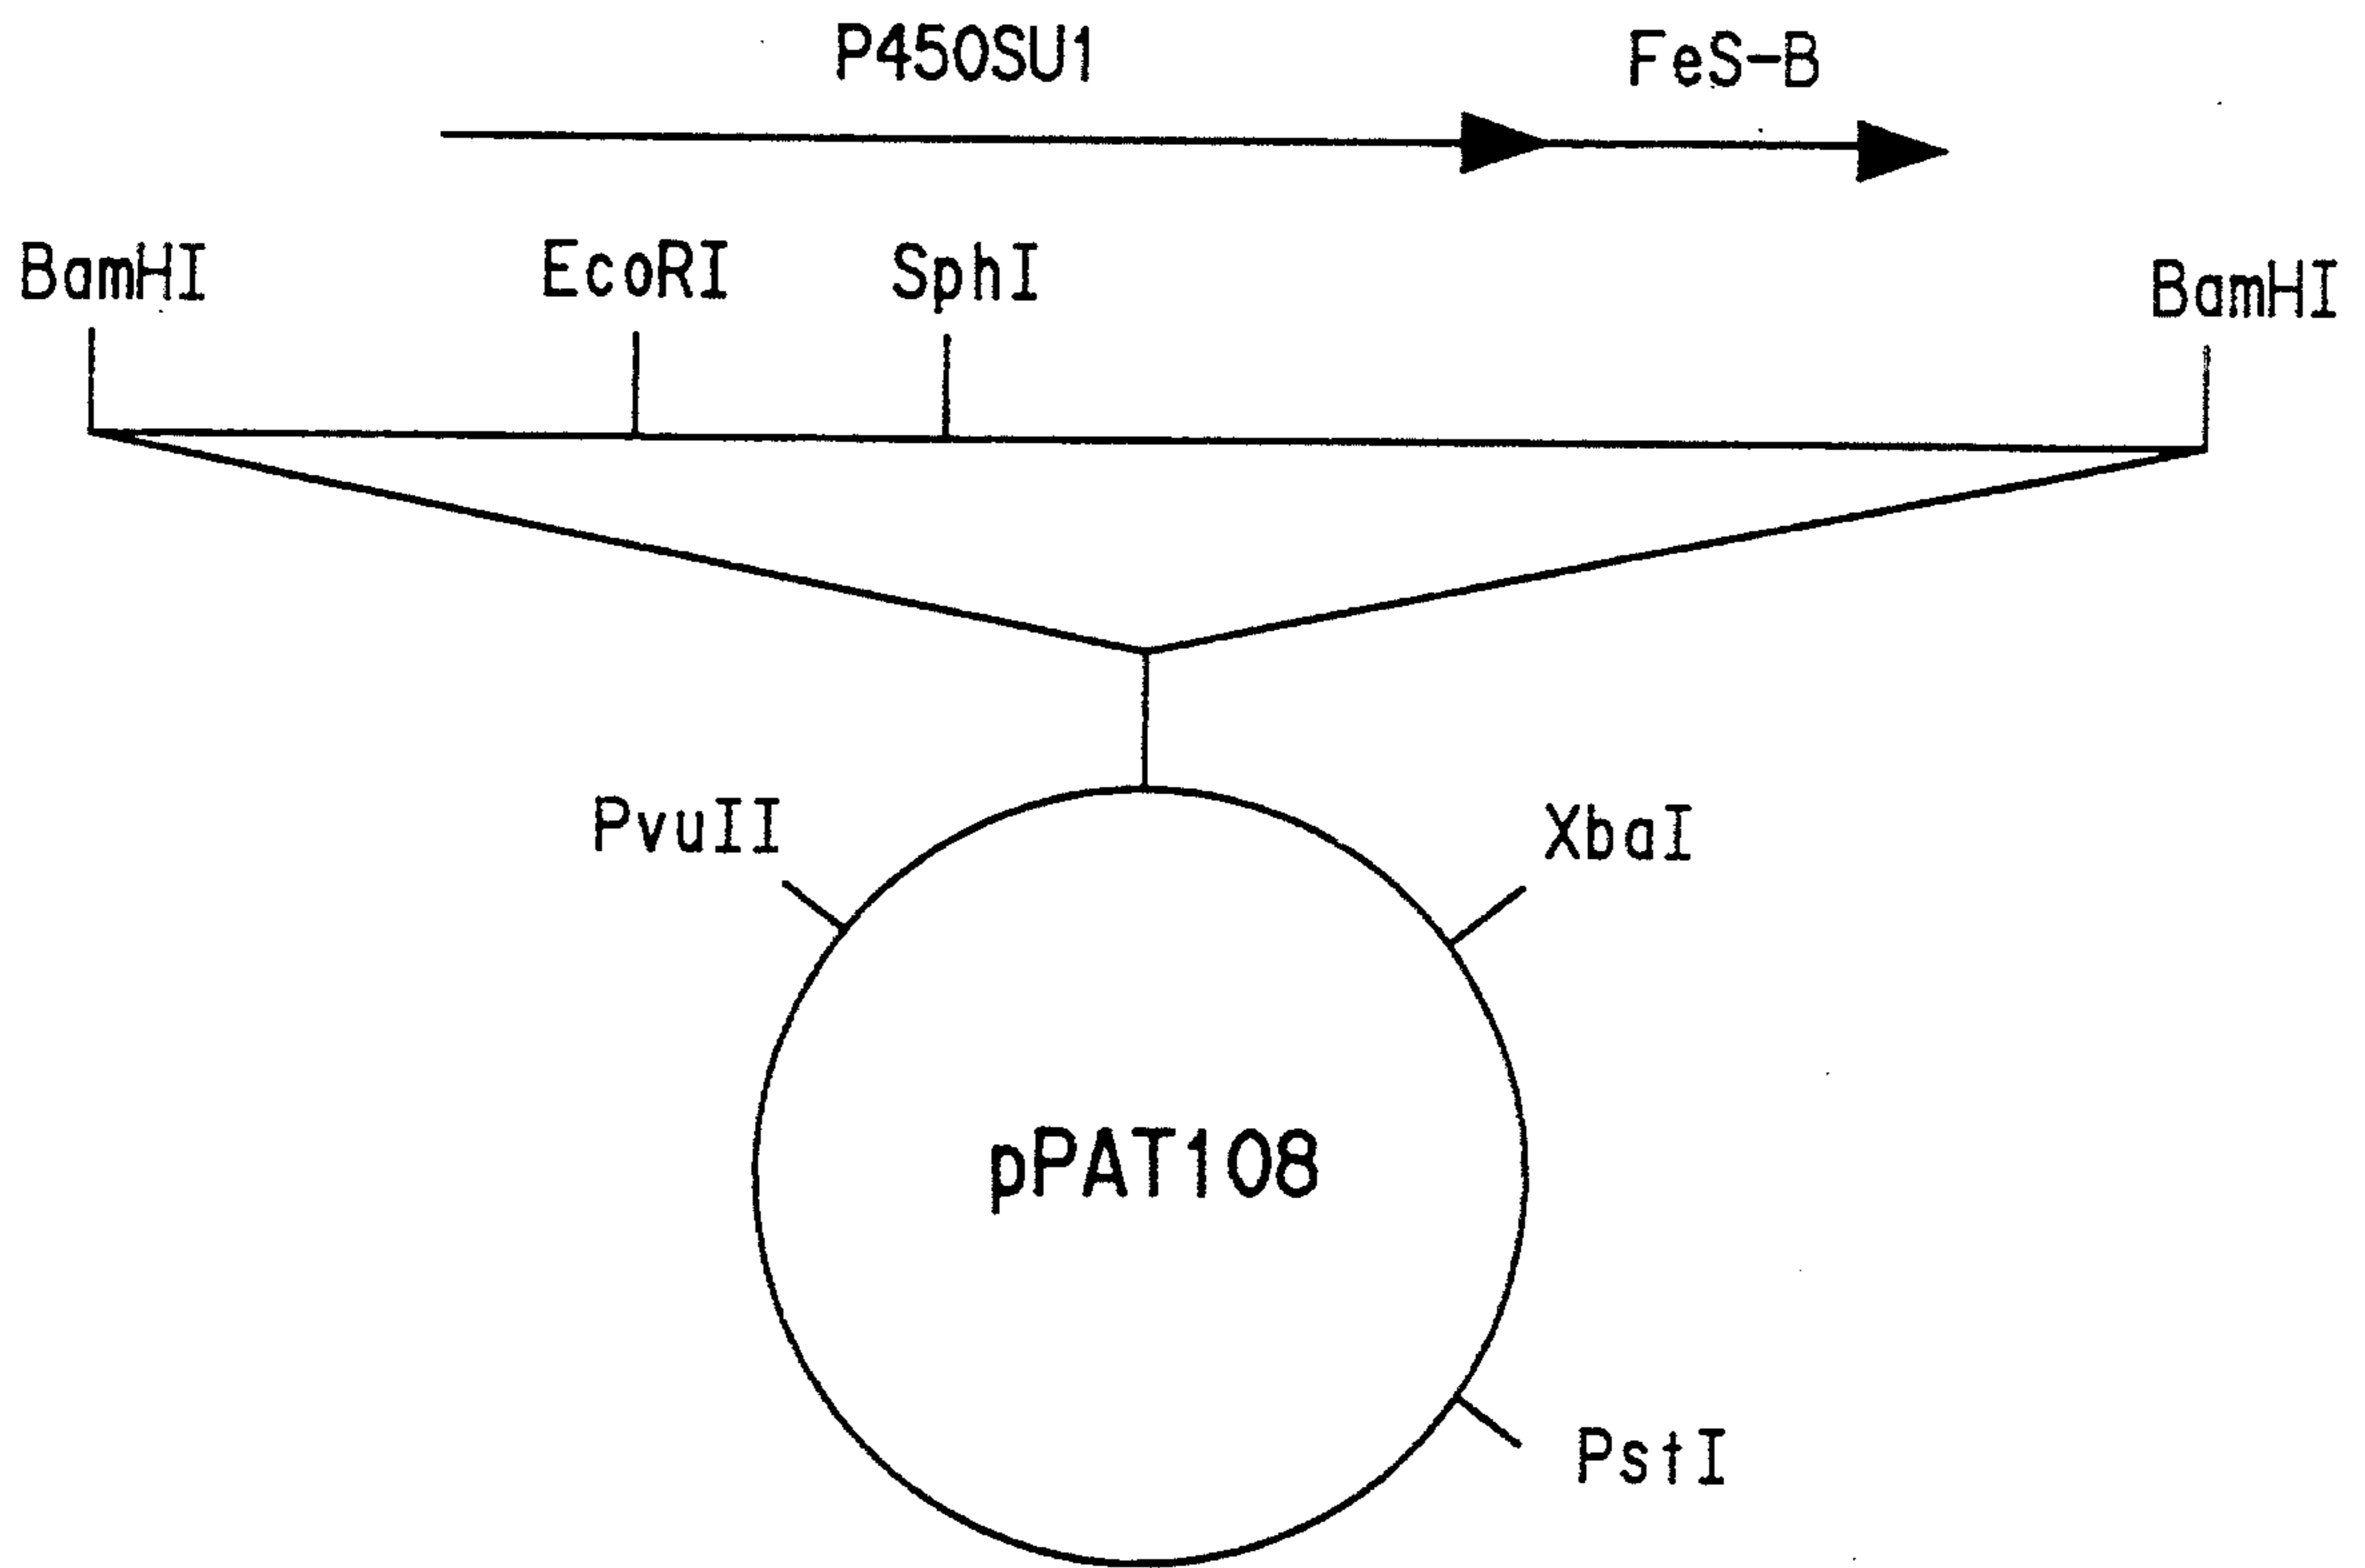 P450SU1
FeS-B
BamHI
EcoRI
SphI
BamHI
PvuII
XbaI
pPAT108
PstI